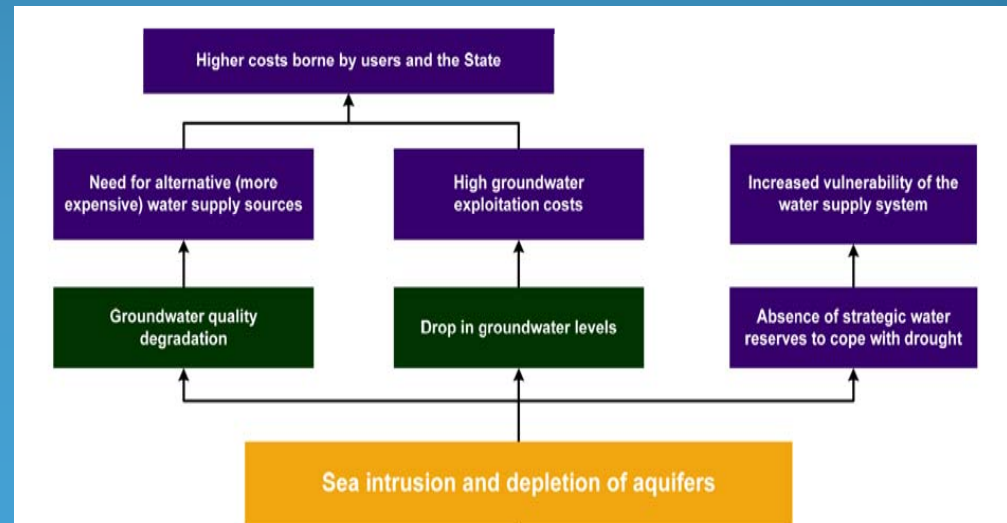 Higher costs borne by users and the State
Need for alternative (more
expensive) water supply sources
High groundwater
exploitation costs
Increased vulnerability of the
water supply system
Groundwater quality
degradation
Drop in groundwater levels
Absence of strategic water
reserves to cope with drought
Sea intrusion and depletion of aquifers